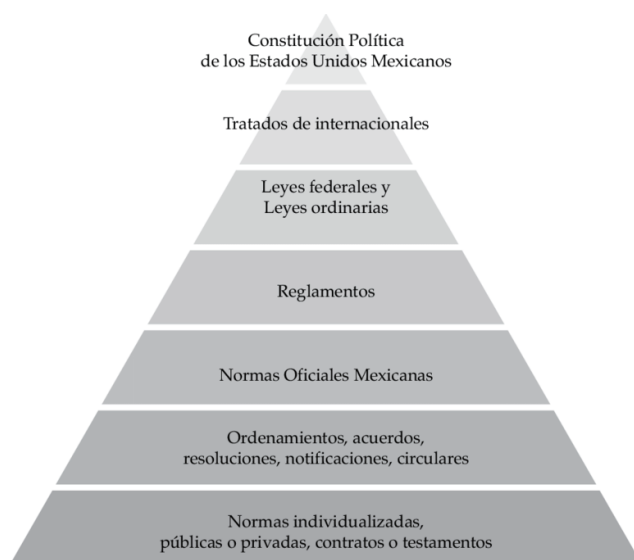 Constitución Política
de los Estados Unidos Mexicanos
Tratados de internacionales
Leyes federales y
Leyes ordinarias
Reglamentos
Normas Oficiales Mexicanas
Ordenamientos, acuerdos,
resoluciones, notificaciones, circulares
Normas individualizadas,
públicas o privadas, contratos o testamentos